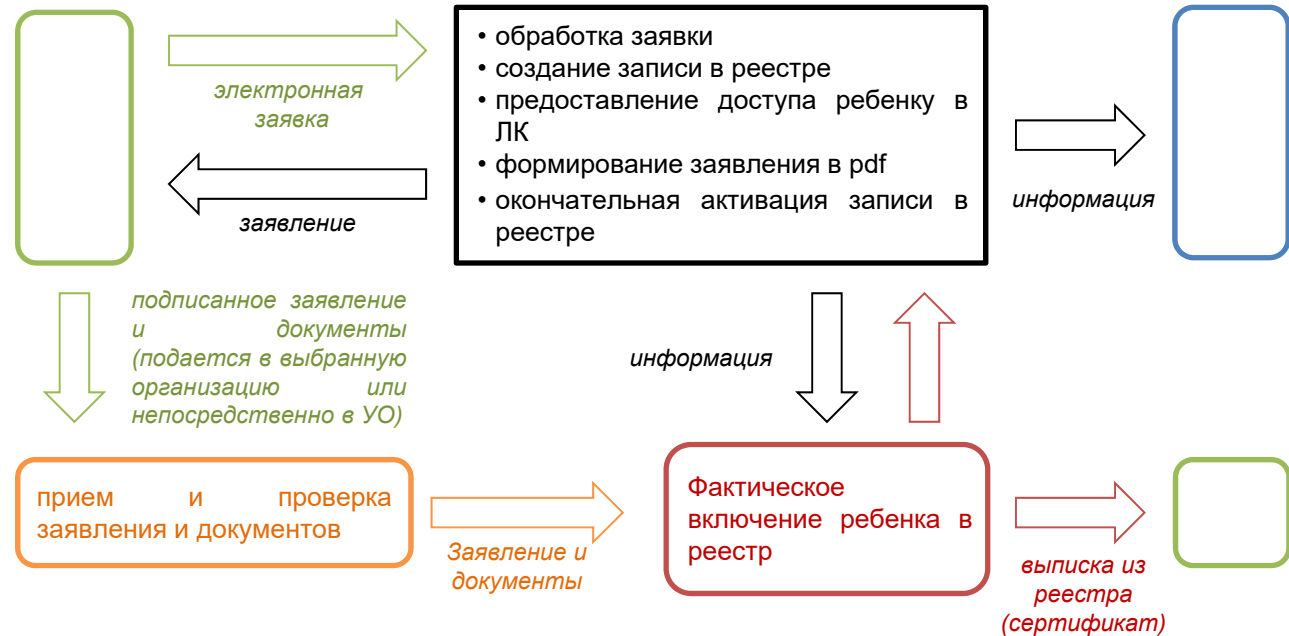 • обработка заявки
• создание записи в реестре
• предоставление доступа ребенку в
ЛК
• формирование заявления в pdf
• окончательная активация записи в
реестре
электронная
заявка
заявление
информация
подписанное заявление
и документы
(подается в выбранную
организацию или
непосредственно в УО)
информация
прием и проверка
заявления и документов
Заявление и
документы
Фактическое
включение ребенка в
реестр
выписка из
реестра
(сертификат)